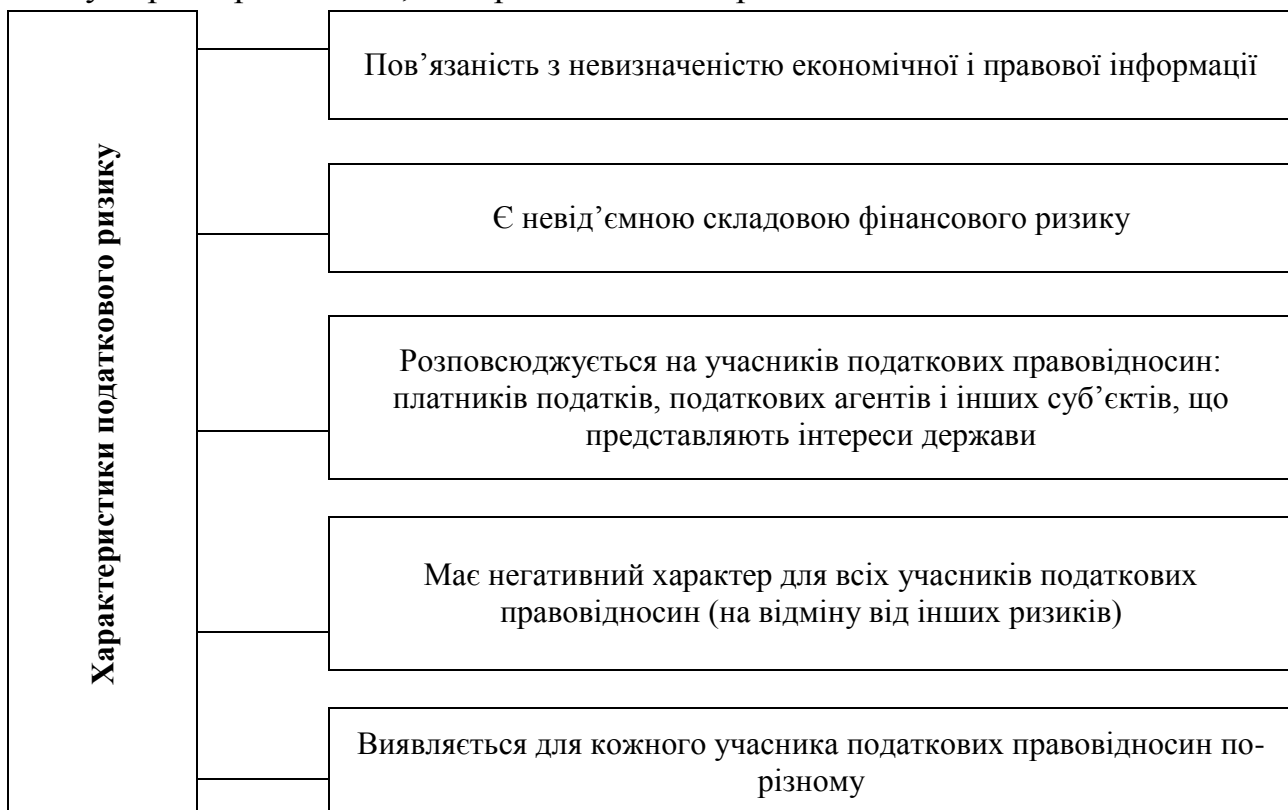 Характеристики податкового ризику
Пов’язаність з невизначеністю економічної і правової інформації
Є невід’ємною складовою фінансового ризику
Розповсюджується на учасників податкових правовідносин:
платників податків, податкових агентів і інших суб’єктів, що
представляють інтереси держави
Має негативний характер для всіх учасників податкових
правовідносин (на відміну від інших ризиків)
Виявляється для кожного учасника податкових правовідносин по-
різному